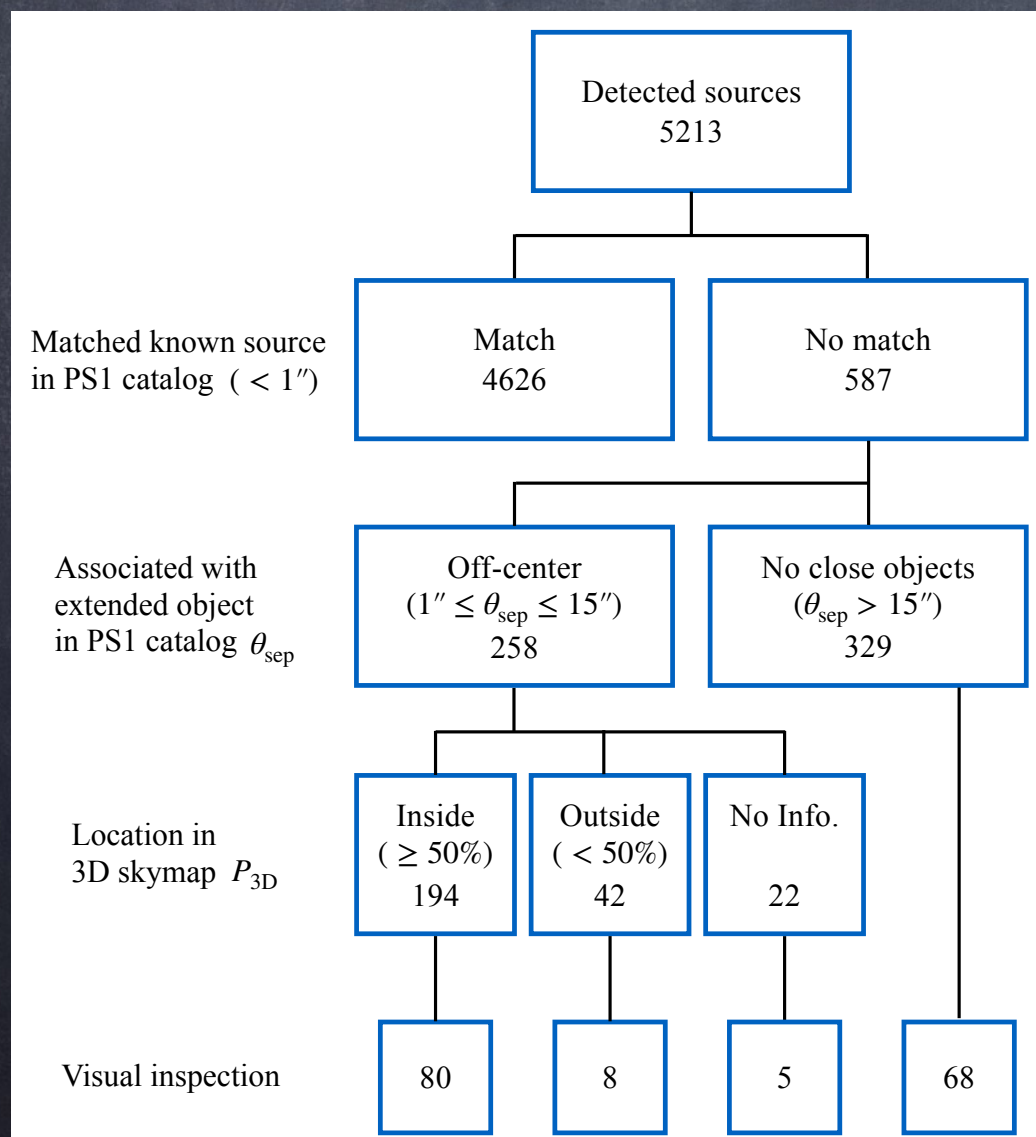 Detected sources
5213
Matched known source
in PS1 catalog ( < 1″)
Match
4626
No match
587
Associated with
extended object
in PS1 catalog θsep
Off-center
(1″ ≤ θsep ≤ 15″)
258
No close objects
(θsep > 15″)
329
Location in
3D skymap P3D
Inside
( ≥ 50%)
194
Outside
( < 50%)
42
No Info.
22
Visual inspection
80
8
5
68